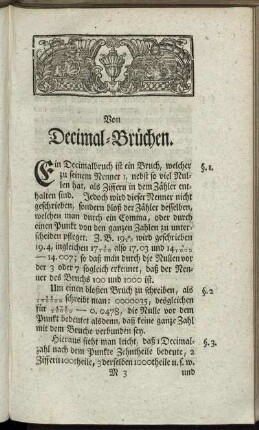 Von
Decimal-Brüchen.
Ein Decimalbruch ist ein Bruch, welcher §. 1.
zu seinem Nenner 1, nebst so viel Nul-
len hat, als Ziffern in dem Zähler ent-
halten sind. Jedoch wird dieser Nenner nicht
geschrieben, sondern bloß der Zähler desselben,
welchen man durch ein Comma, oder durch
einen Punkt von den ganzen Zahlen zu unter-
scheiden pfleget. Z. B. wird geschrieben
19.4, ingleichen also 17.03 und
— 14.007; so daß man durch die Nullen vor
der 3 oder 7 sogleich erkennet, daß der Nen-
ner des Bruchs 100 und 1000 ist.
Um einen bloßen Bruch zu schreiben, als §. 2
schreibt man: 0000035, desgleichen
für — 0.0478, die Nulle vor dem
Punkt bedeutet alsdenn, daß keine ganze Zahl
mit dem Bruche verbunden sey.
Hieraus sieht man leicht, daß 1 Decimal- §. 3.
zahl nach dem Punkte Zehntheile bedeute, 2
Ziffern 100theile, 3 derselben 1000theile u. s. w.
M 3 und